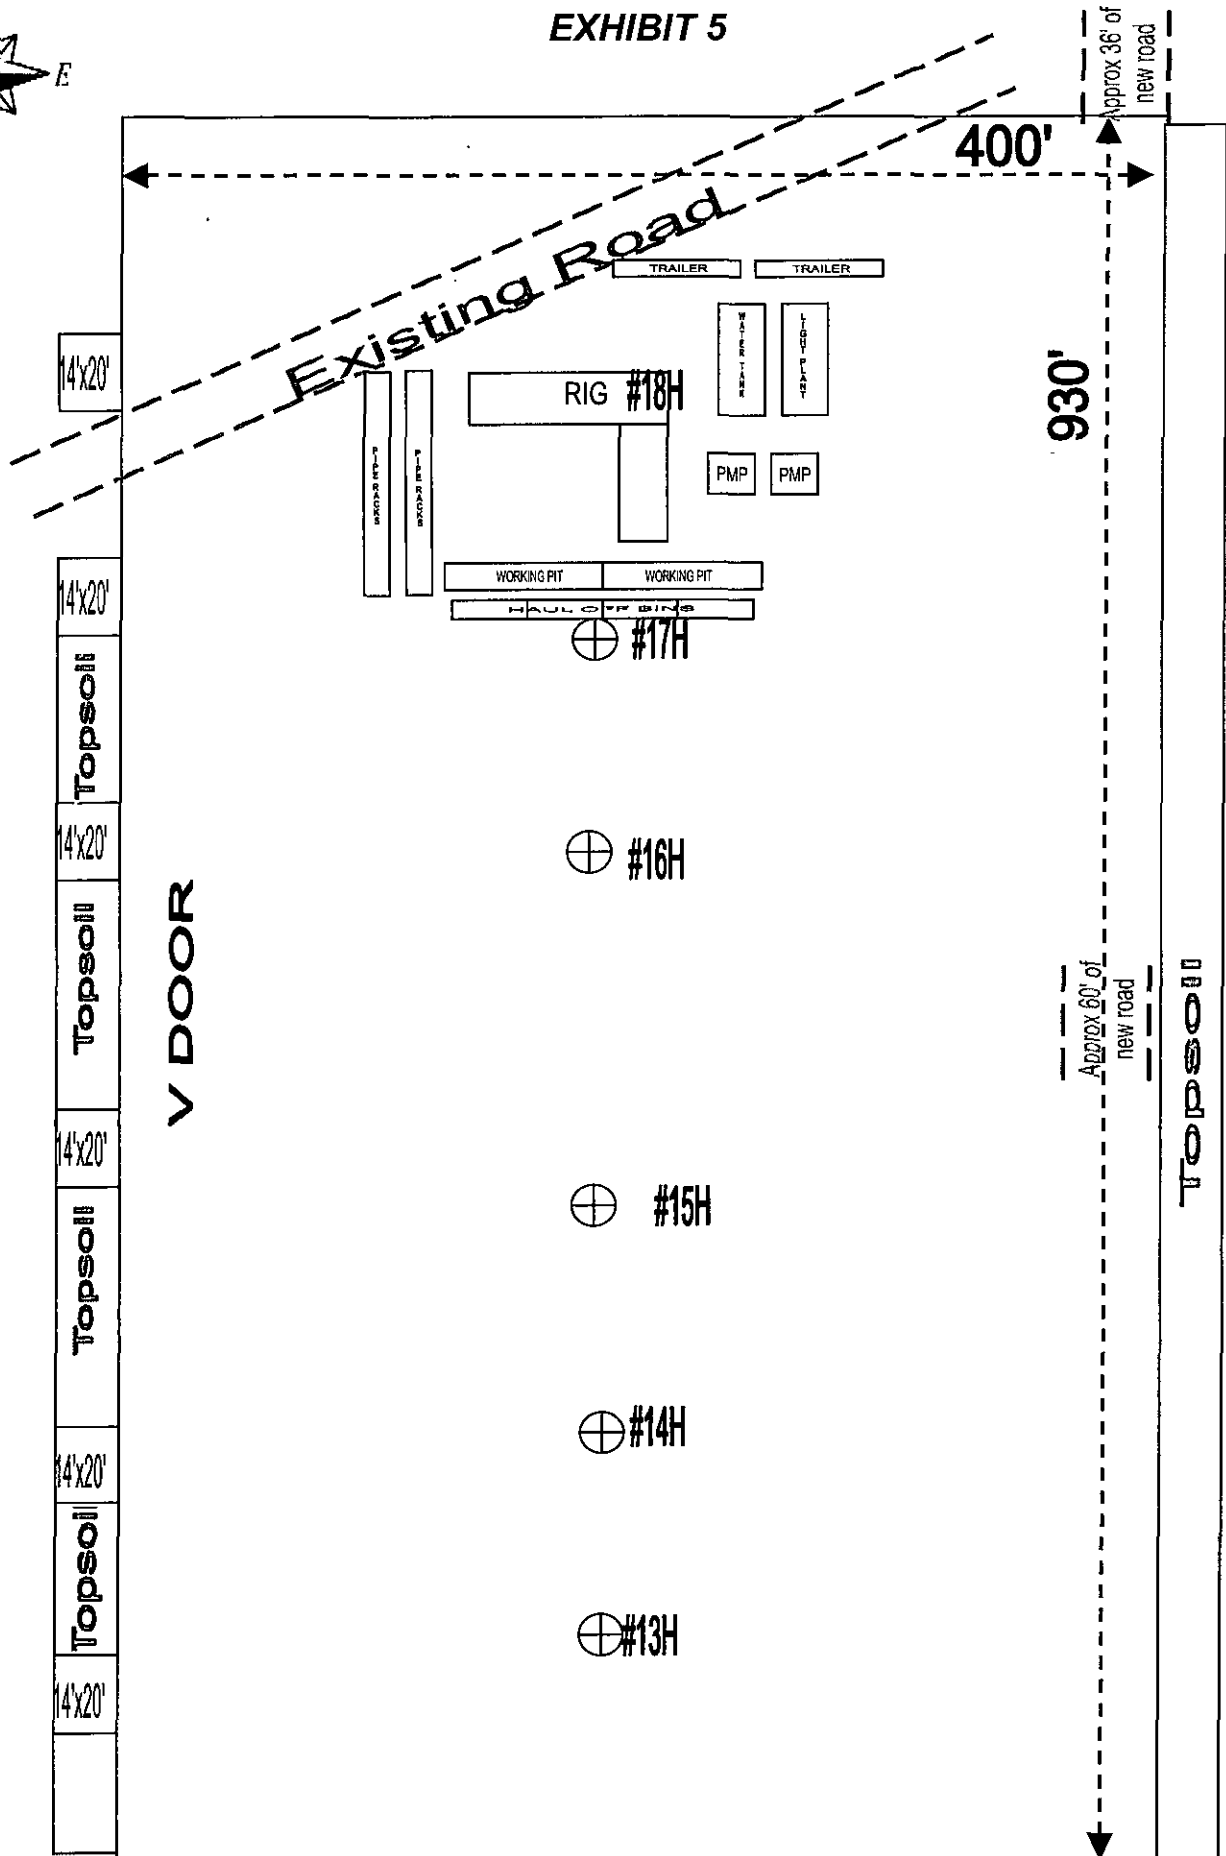 EXHIBIT 5
E
Approx 36' of
new road
400'
Existing Road
TRAILER
TRAILER
WATER TANK
LIGHT PLANT
14'x20'
930'
RIG
#18H
PIPE RACKS
PIPE RACKS
PMP
PMP
WORKING PIT
WORKING PIT
14'x20'
HAUL OFF BINS
#17H
Topsoil
14'x20'
#16H
Topsoil
V DOOR
Approx 60' of
new road
Topsoil
14'x20'
#15H
Topsoil
#14H
14'x20'
Topsoil
#13H
14'x20'